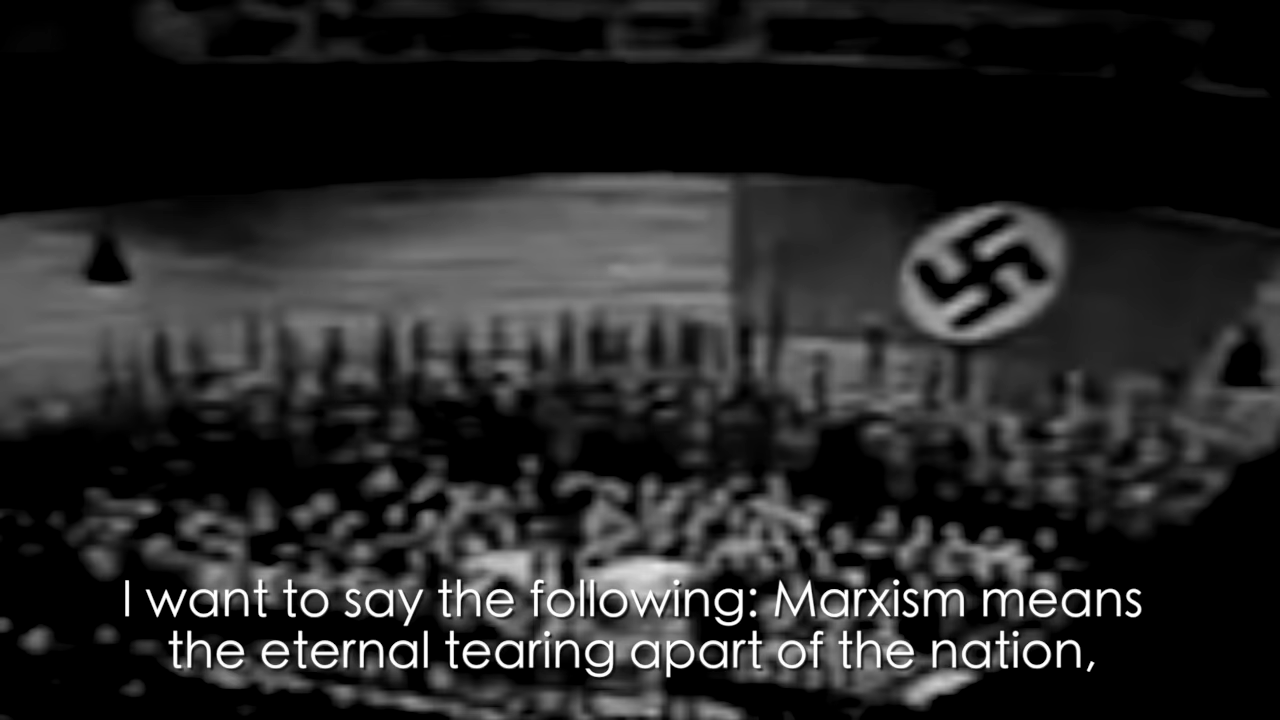 I want to say the following: Marxism means
the eternal tearing apart of the nation,